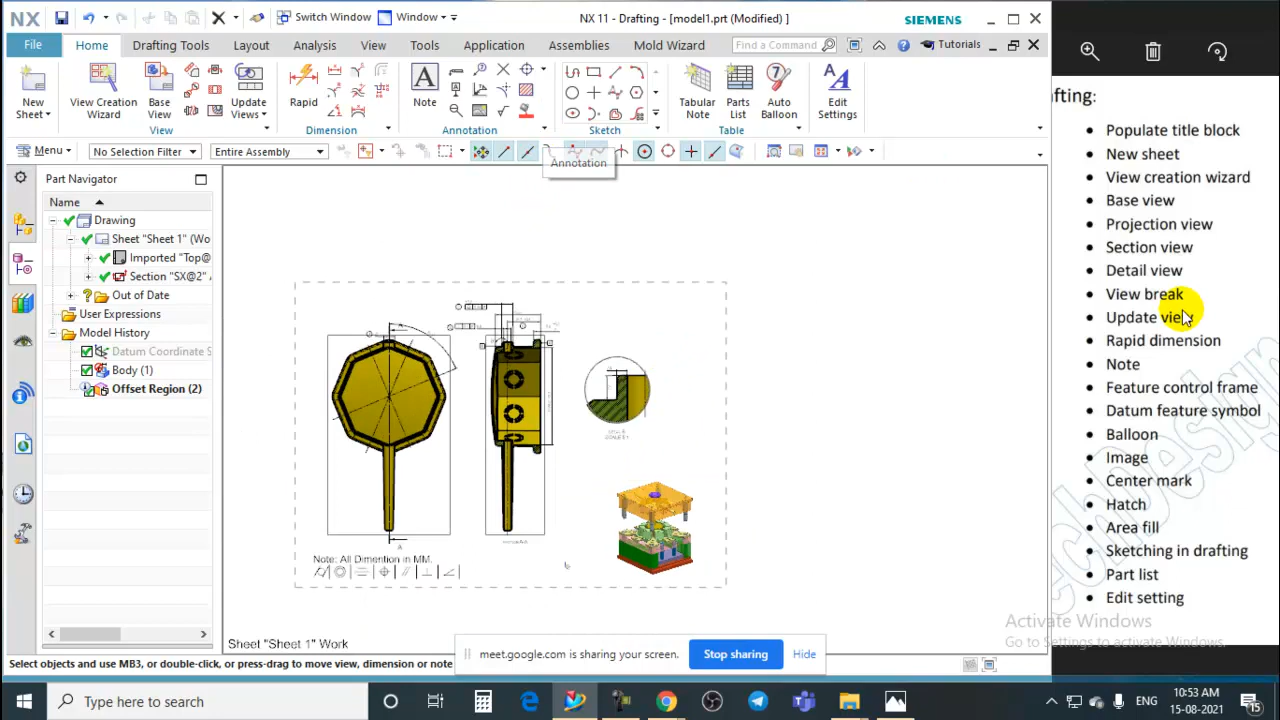 NX
Switch Window
Window
NX 11 - Drafting - [model1.prt (Modified) ]
SIEMENS
File
Home
Drafting Tools
Layout
Analysis
View
Tools
Application
Assemblies
Mold Wizard
Find a Command
Tutorials
New Sheet
View Creation Wizard
Base View
Update Views
Rapid
Note
Tabular Note
Parts List
Auto Balloon
Edit Settings
View
Dimension
Annotation
Sketch
Table
Menu
No Selection Filter
Entire Assembly
Annotation
Part Navigator
Name
Drawing
Sheet "Sheet 1" (Wo
Imported "Top@
Section "SX@2"
Out of Date
User Expressions
Model History
Datum Coordinate S
Body (1)
Offset Region (2)
Note: All Dimention in MM.
A
Sheet "Sheet 1" Work
meet.google.com is sharing your screen.
Stop sharing
Hide
Select objects and use MB3, or double-click, or press-drag to move view, dimension or note
fting:
• Populate title block
• New sheet
• View creation wizard
• Base view
• Projection view
• Section view
• Detail view
• View break
• Update view
• Rapid dimension
• Note
• Feature control frame
• Datum feature symbol
• Balloon
• Image
• Center mark
• Hatch
• Area fill
• Sketching in drafting
• Part list
• Edit setting
Activate Windows
Go to Settings to activate Windows.
Type here to search
ENG
10:53 AM
15-08-2021
15